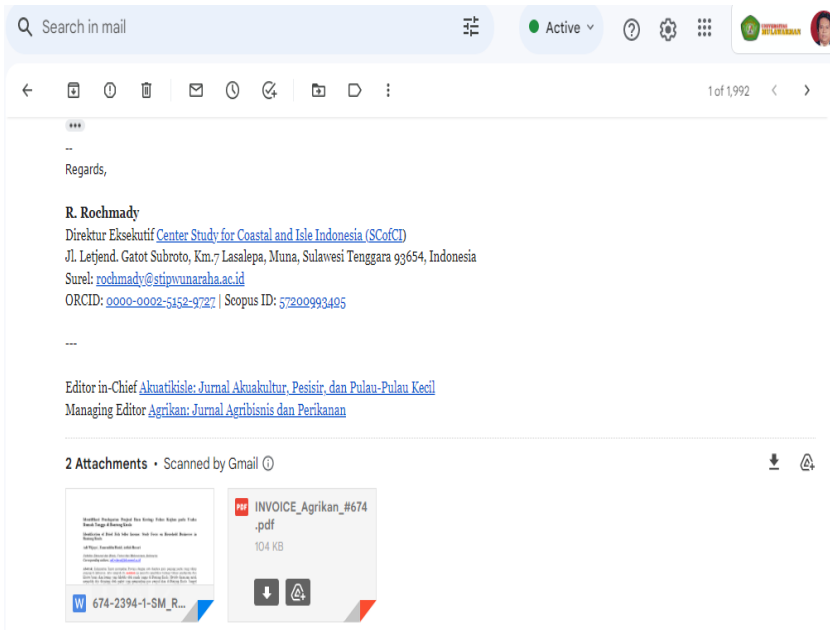 Search in mail
Active
UNIVERSITAS
MULAWARMAN
1 of 1,992
--
Regards,
R. Rochmady
Direktur Eksekutif Center Study for Coastal and Isle Indonesia (SCofCI)
Jl. Letjend. Gatot Subroto, Km.7 Lasalepa, Muna, Sulawesi Tenggara 93654, Indonesia
Surel: rochmady@stipwunaraha.ac.id
ORCID: 0000-0002-5152-9727 | Scopus ID: 57200993405
---
Editor in-Chief Akuatikisle: Jurnal Akuakultur, Pesisir, dan Pulau-Pulau Kecil
Managing Editor Agrikan: Jurnal Agribisnis dan Perikanan
2 Attachments • Scanned by Gmail
W 674-2394-1-SM_R...
PDF INVOICE_Agrikan_#674
.pdf
104 KB